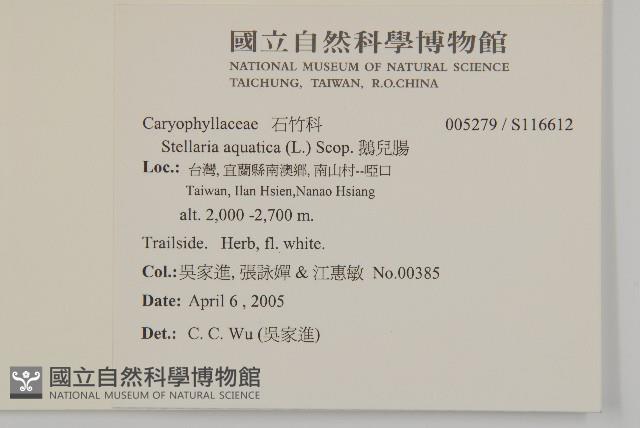 國立自然科學博物館
NATIONAL MUSEUM OF NATURAL SCIENCE
TAICHUNG, TAIWAN, R.O.CHINA
Caryophyllaceae 石竹科 005279 / S116612
Stellaria aquatica (L.) Scop. 鵝兒腸
Loc.: 台灣, 宜蘭縣南澳鄉, 南山村--啞口
Taiwan, Ilan Hsien,Nanao Hsiang
alt. 2,000 -2,700 m.
Trailside. Herb, fl. white.
Col.: 吳家進, 張詠嬋 & 江惠敏 No.00385
Date: April 6 , 2005
Det.: C. C. Wu (吳家進)
國立自然科學博物館
NATIONAL MUSEUM OF NATURAL SCIENCE